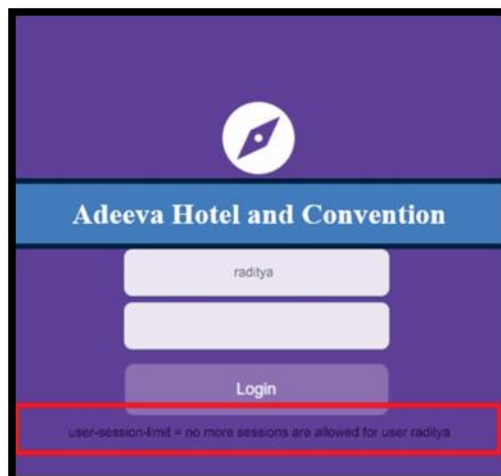 Adeeva Hotel and Convention
raditya
Login
user-session-limit = no more sessions are allowed for user raditya